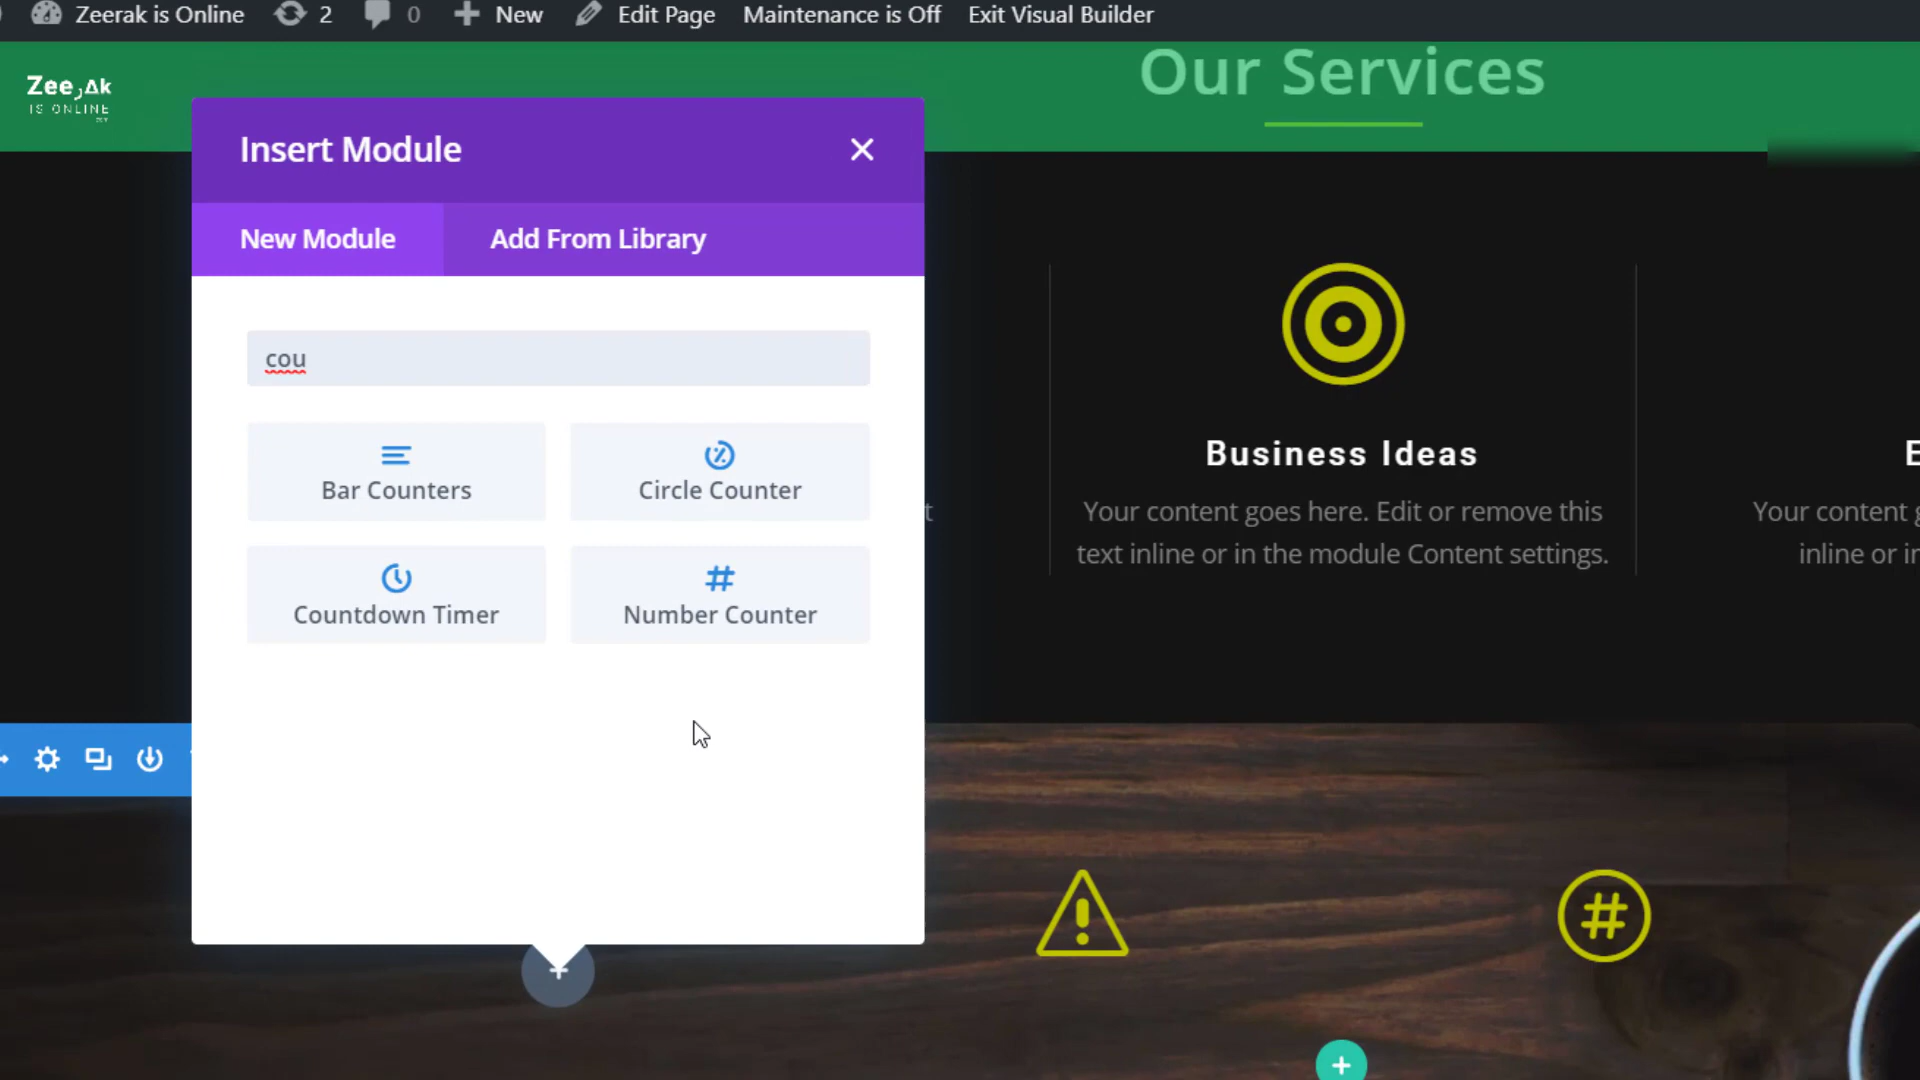 Zeerak is Online 2 0 New Edit Page Maintenance is Off Exit Visual Builder
Our Services
IS ONLINE
Insert Module
New Module Add From Library
cou
Bar Counters Circle Counter
Countdown Timer Number Counter
Business Ideas
Your content goes here. Edit or remove this
text inline or in the module Content settings.
t
E
Your content g
inline or in